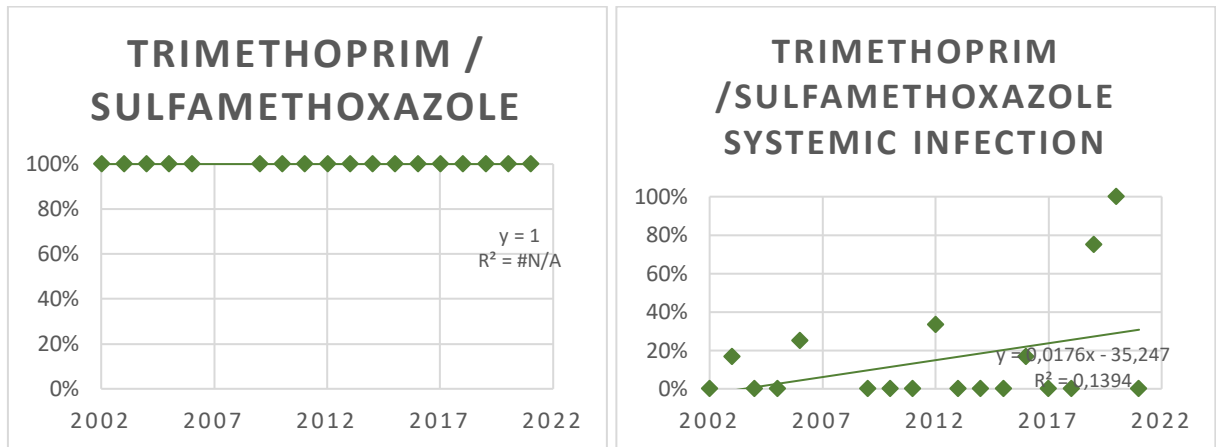 TRIMETHOPRIM /
SULFAMETHOXAZOLE
100%
80%
60%
40%
20%
0%
y = 1
R² = #N/A
2002 2007 2012 2017 2022
TRIMETHOPRIM
/SULFAMETHOXAZOLE
SYSTEMIC INFECTION
100%
80%
60%
40%
20%
0%
y = 0,0176x - 35,247
R² = 0,1394
2002 2007 2012 2017 2022